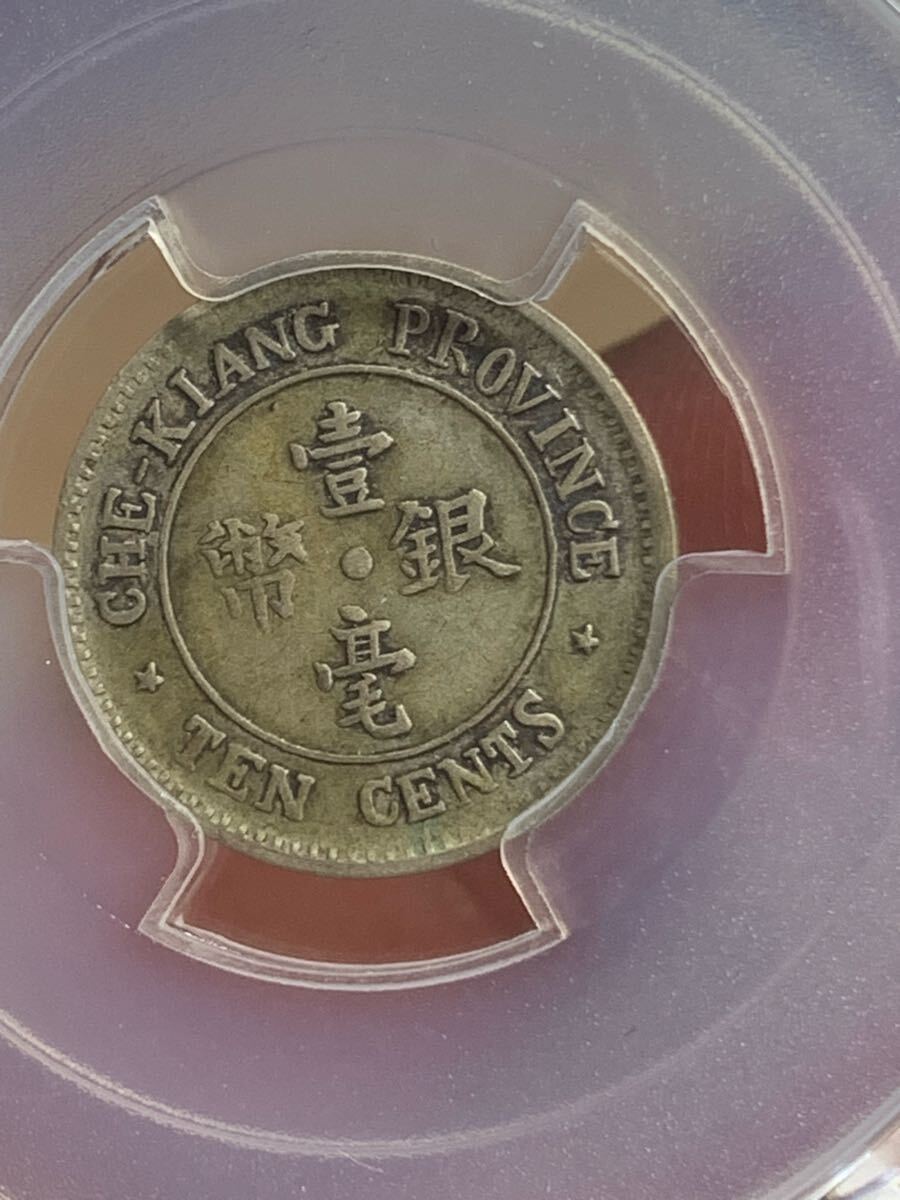 CHE-KIANG PROVINCE
壹
幣 · 銀
毫
★ TEN CENTS ★